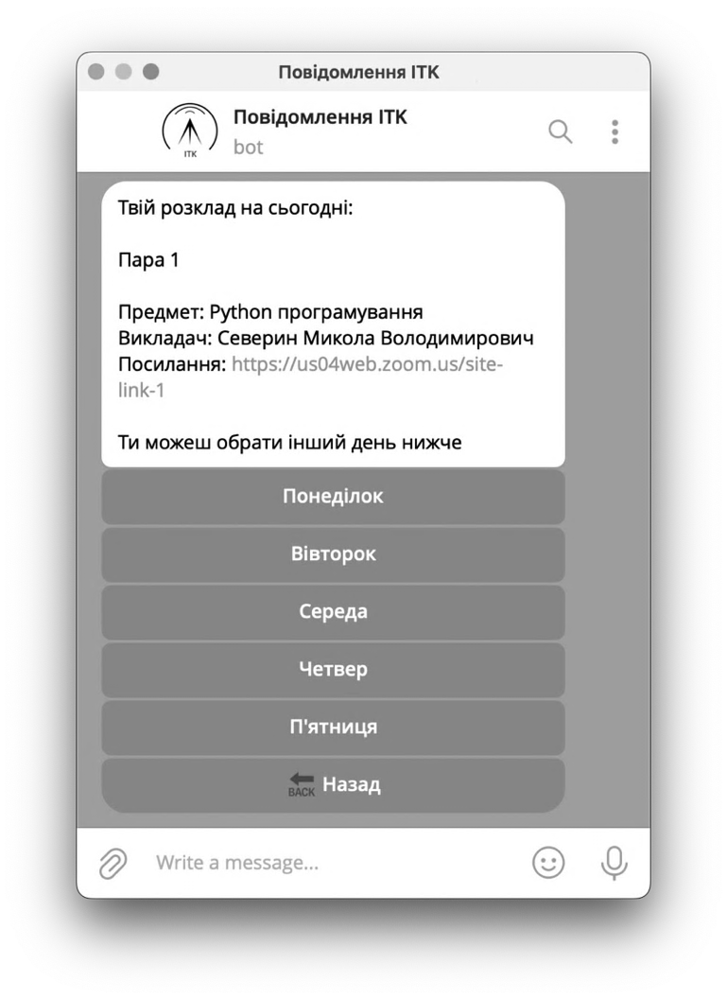 Повідомлення ІТК
Повідомлення ІТК
bot
ІТК
Твій розклад на сьогодні:
Пара 1
Предмет: Python програмування
Викладач: Северин Микола Володимирович
Посилання: https://us04web.zoom.us/site-
link-1
Ти можеш обрати інший день нижче
Понеділок
Вівторок
Середа
Четвер
П'ятниця
BACK Назад
Write a message...